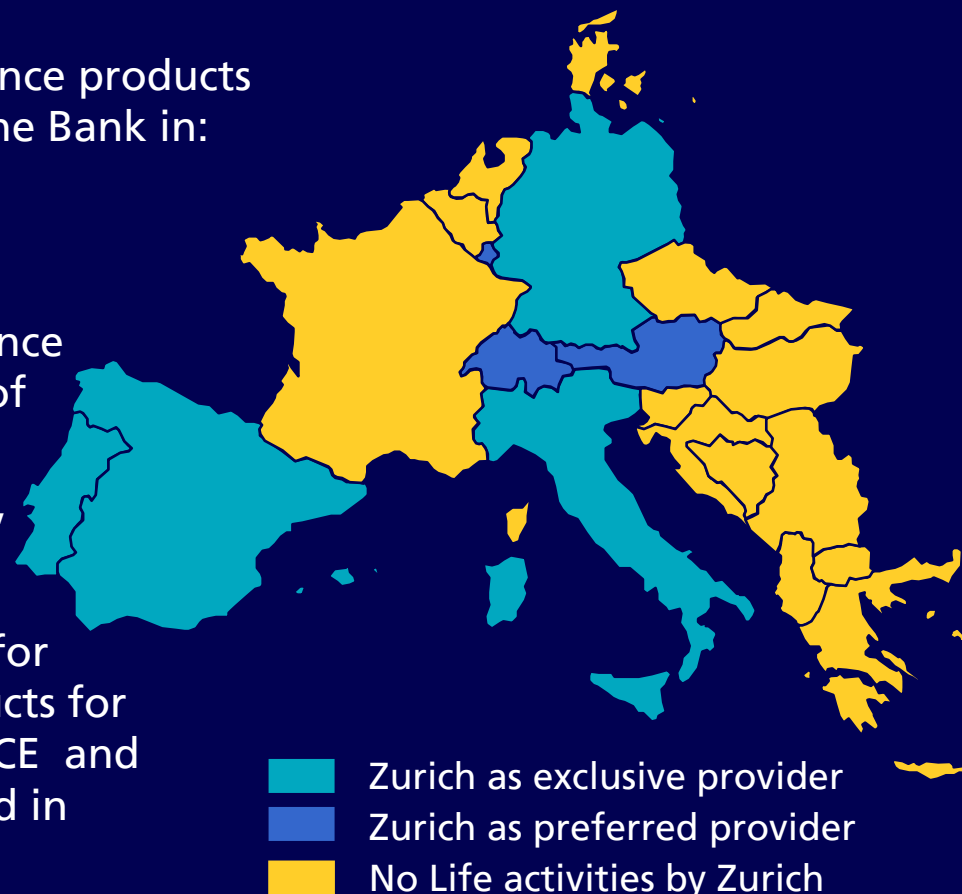 nce products
ne Bank in:
nce
of
y
for
cts for
CE and
d in
Zurich as exclusive provider
Zurich as preferred provider
No Life activities by Zurich